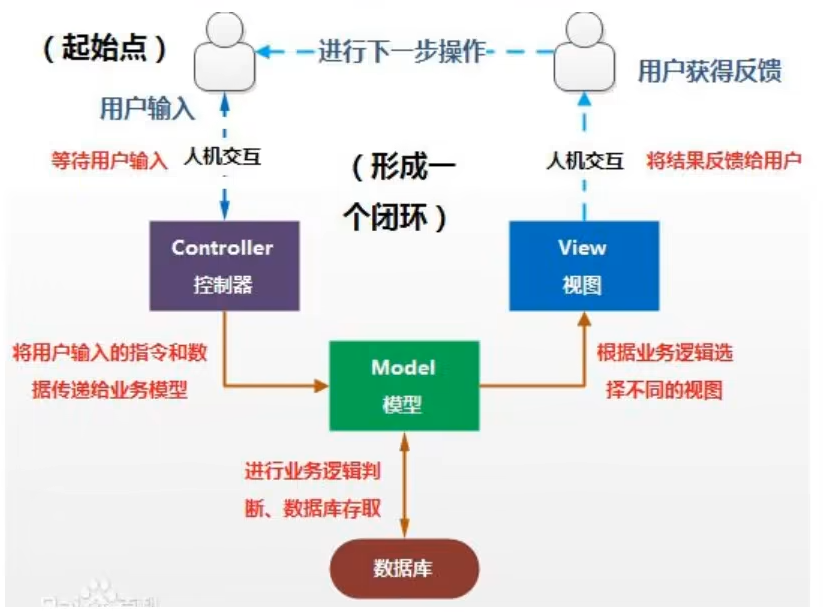 （起始点）
进行下一步操作
用户获得反馈
用户输入
等待用户输入
人机交互
（形成一
个闭环）
人机交互
将结果反馈给用户
Controller
控制器
View
视图
将用户输入的指令和数
据传递给业务模型
Model
模型
根据业务逻辑选
择不同的视图
进行业务逻辑判
断、数据库存取
数据库